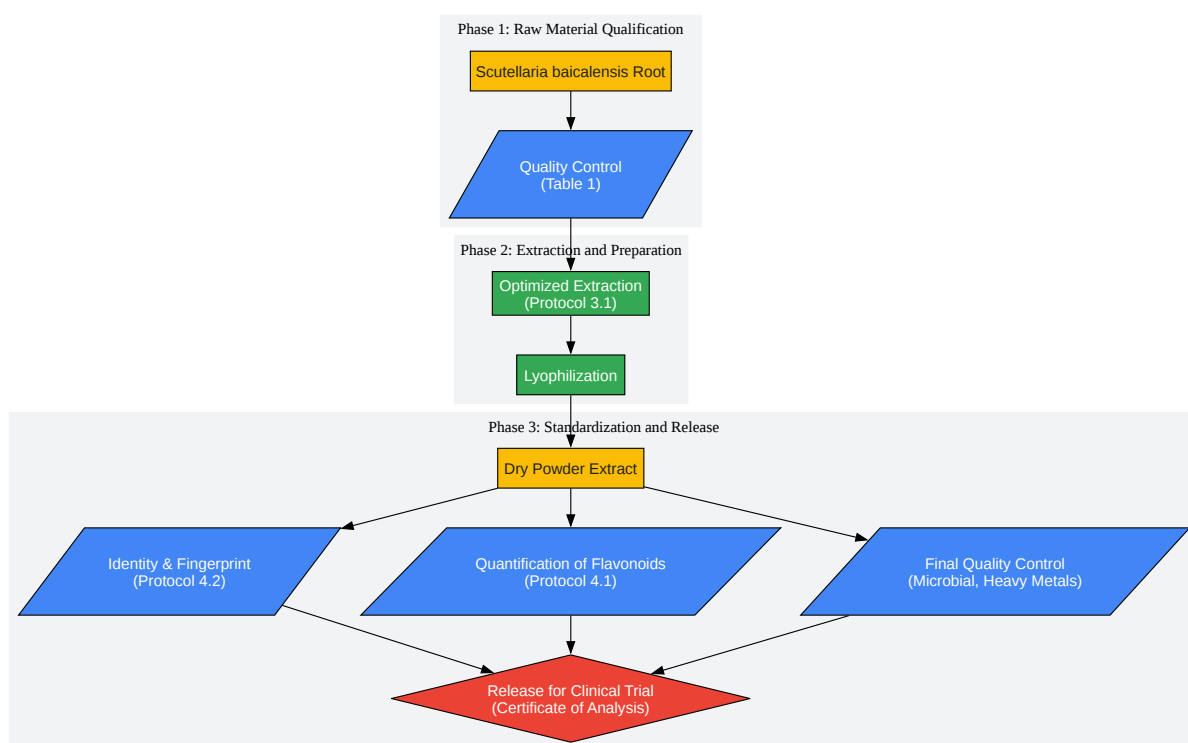 Phase 1: Raw Material Qualification
Scutellaria baicalensis Root
Quality Control
(Table 1)
Phase 2: Extraction and Preparation
Optimized Extraction
(Protocol 3.1)
Lyophilization
Phase 3: Standardization and Release
Dry Powder Extract
Identity & Fingerprint
(Protocol 4.2)
Quantification of Flavonoids
(Protocol 4.1)
Final Quality Control
(Microbial, Heavy Metals)
Release for Clinical Trial
(Certificate of Analysis)